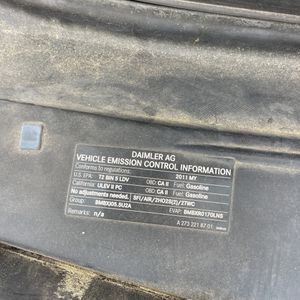 DAIMLER AG
VEHICLE EMISSION CONTROL INFORMATION
Conforms to regulations: 2011 MY
U.S. EPA: T2 BIN 5 LDV OBD: CA II Fuel: Gasoline
California: ULEV II PC OBD: CA II Fuel: Gasoline
No adjustments needed. SFI/AIR/2HO2S(2)/2TWC
Group: BMBXJ05.5U2A EVAP: BMBXR0170LNS
Remarks: n/a
A 273 221 87 01